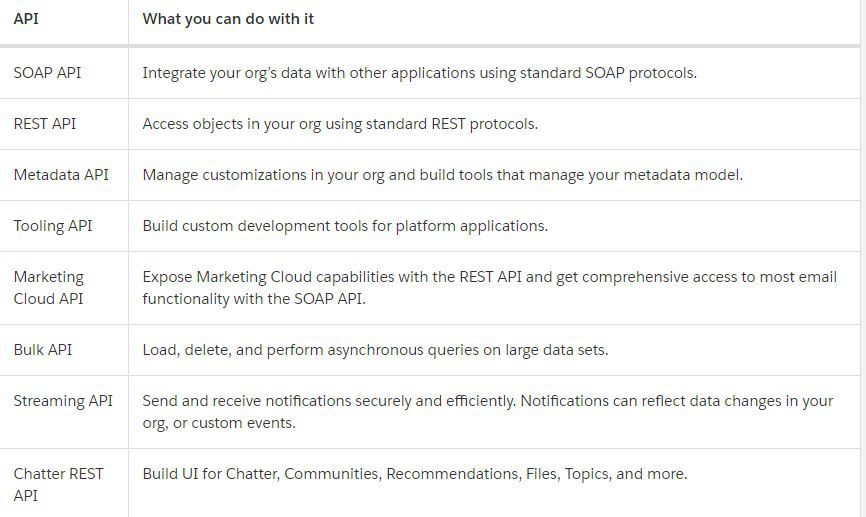 API What you can do with it
SOAP API Integrate your org’s data with other applications using standard SOAP protocols.
REST API Access objects in your org using standard REST protocols.
Metadata API Manage customizations in your org and build tools that manage your metadata model.
Tooling API Build custom development tools for platform applications.
Marketing Expose Marketing Cloud capabilities with the REST API and get comprehensive access to most email
Cloud API functionality with the SOAP API.
Bulk API Load, delete, and perform asynchronous queries on large data sets.
Streaming API Send and receive notifications securely and efficiently. Notifications can reflect data changes in your
org, or custom events.
Chatter REST Build UI for Chatter, Communities, Recommendations, Files, Topics, and more.
API